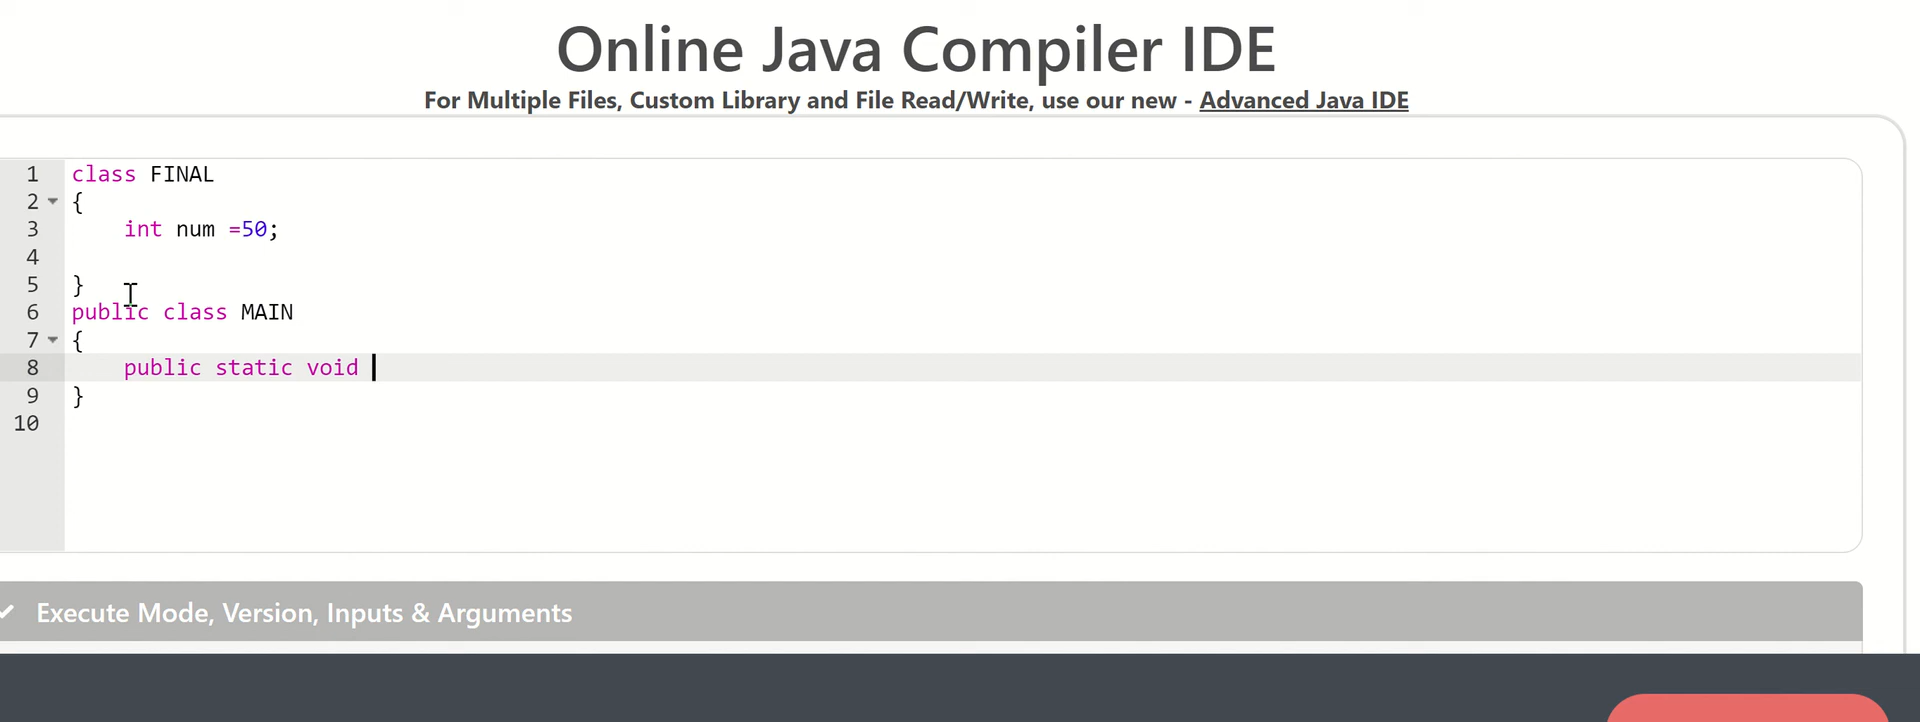 Online Java Compiler IDE
For Multiple Files, Custom Library and File Read/Write, use our new - Advanced Java IDE
1 class FINAL
2 {
3 int num =50;
4
5 }
6 public class MAIN
7 {
8 public static void
9 }
10
Execute Mode, Version, Inputs & Arguments